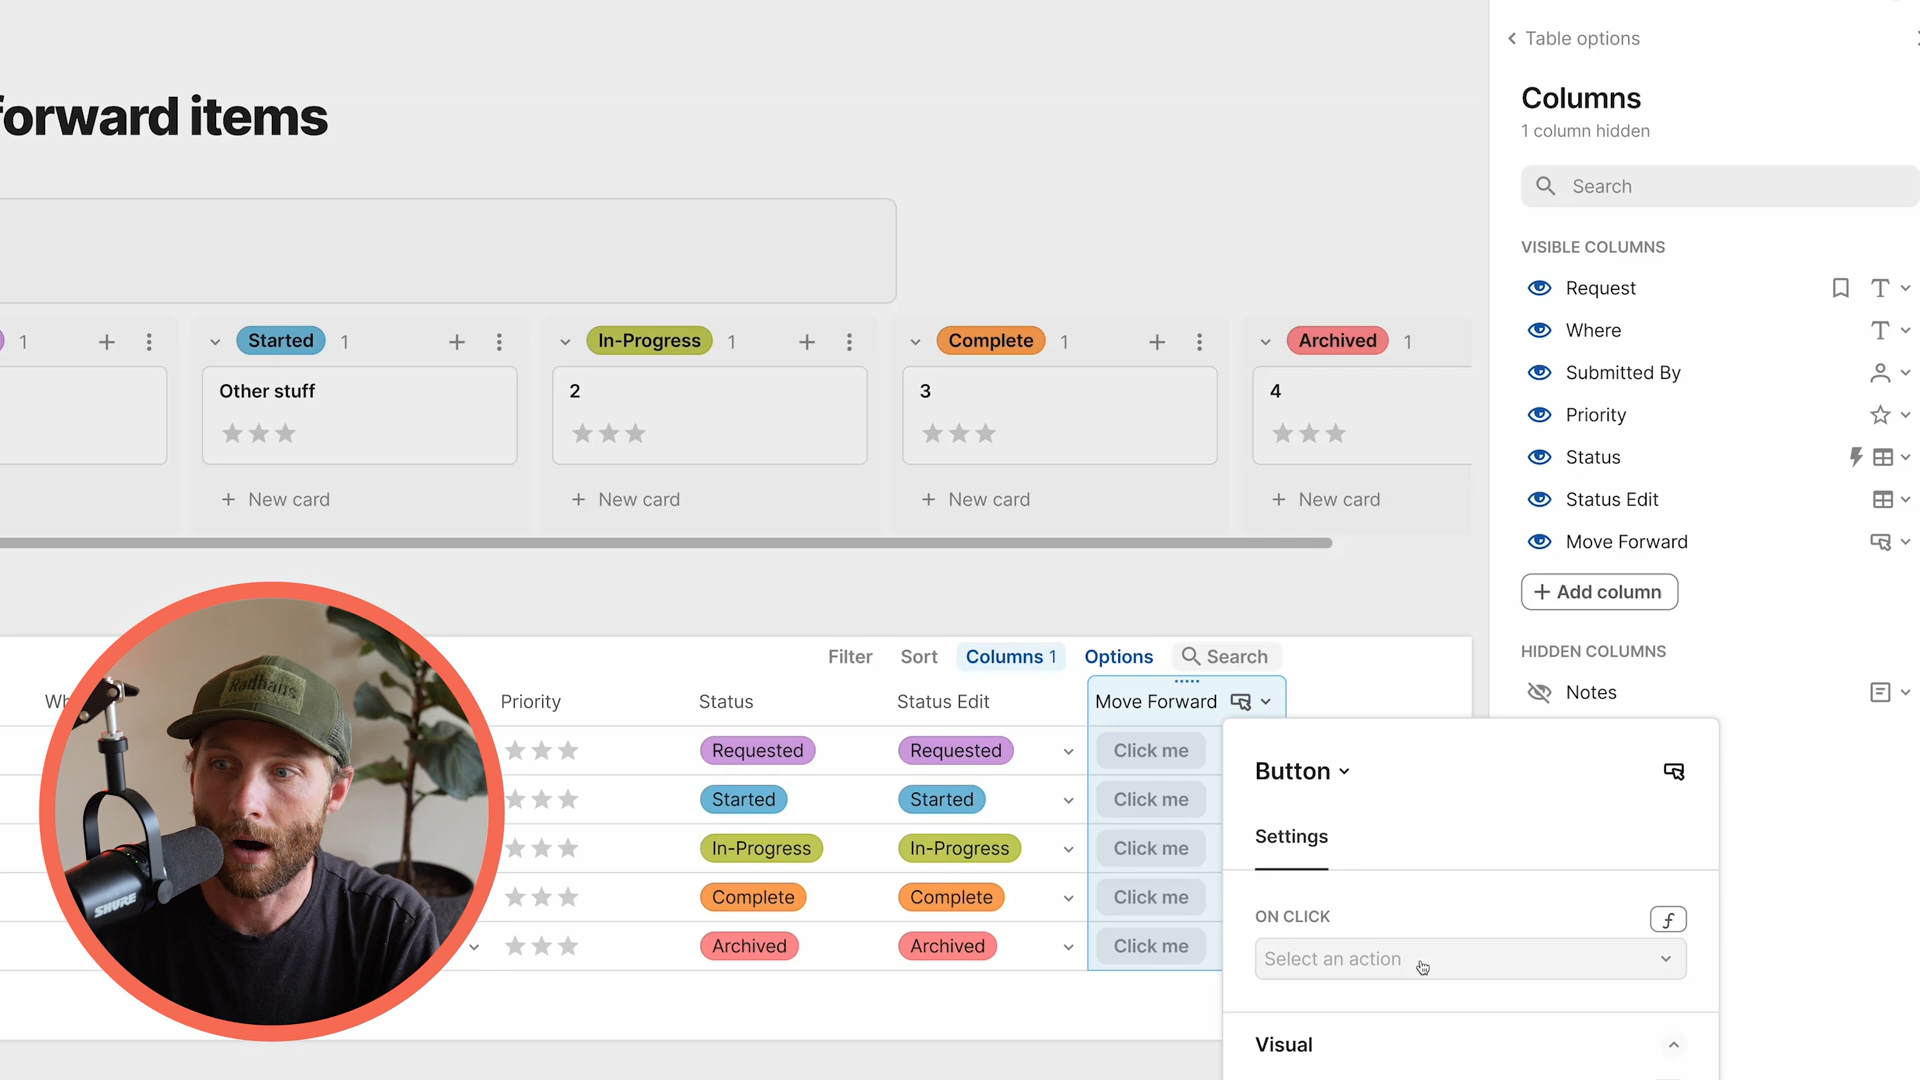 Table options
Columns
1 column hidden
Search
VISIBLE COLUMNS
Request
Where
Submitted By
Priority
Status
Status Edit
Move Forward
Add column
HIDDEN COLUMNS
Notes
forward items
1
Started 1
In-Progress 1
Complete 1
Archived 1
Other stuff
2
3
4
New card
New card
New card
New card
Filter Sort Columns 1 Options Search
Wh Priority Status Status Edit Move Forward
Requested Requested Click me
Started Started Click me
In-Progress In-Progress Click me
Complete Complete Click me
Archived Archived Click me
Button
Settings
ON CLICK
f
Select an action
Visual
Radhaus
SHURE